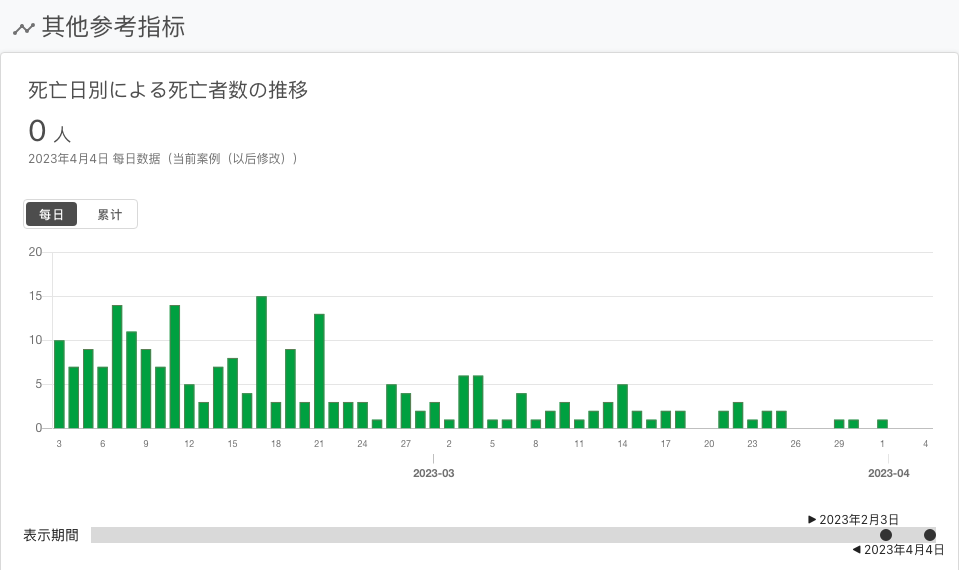 其他参考指标
死亡日別による死亡者数の推移
0 人
2023年4月4日 每日数据（当前案例（以后修改））
每日 累计
20
15
10
5
0
3 6 9 12 15 18 21 24 27 2 5 8 11 14 17 20 23 26 29 1 4
2023-03 2023-04
2023年2月3日
表示期間
2023年4月4日